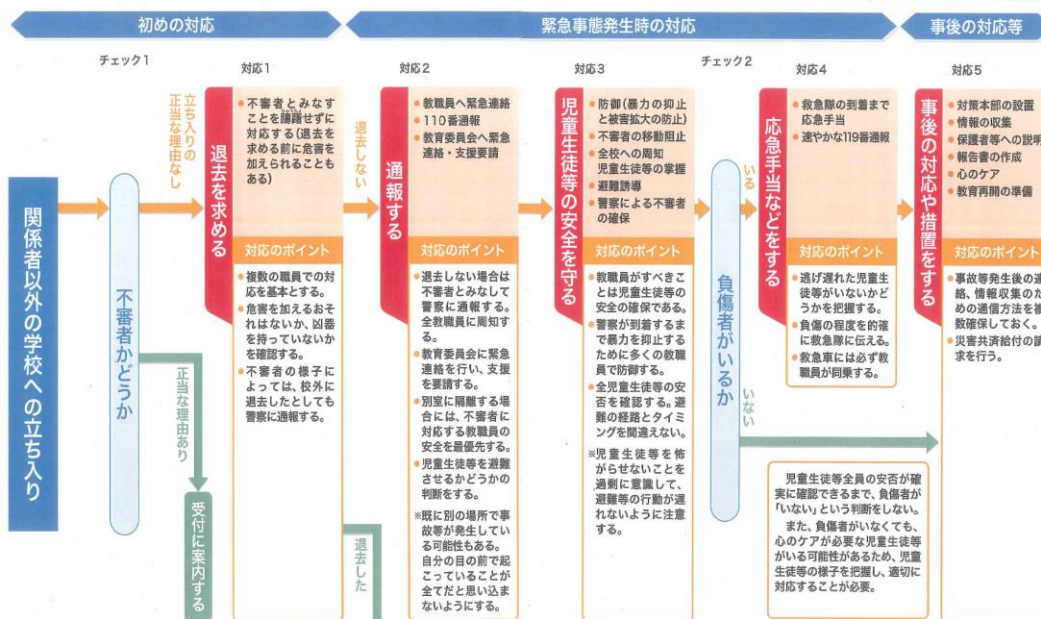 初めの対応
緊急事態発生時の対応
事後の対応等
関係者以外の学校への立ち入り
チェック1
不審者かどうか
立ち入りの
正当な理由なし
正当な理由あり
受付に案内する
対応1
退去を求める
●不審者とみなす
ことを躊躇せずに
対応する(退去を
求める前に危害を
加えられることも
ある)
対応のポイント
●複数の職員での対
応を基本とする。
●危害を加えるおそ
れはないか、凶器
を持っていないか
を確認する。
●不審者の様子に
よっては、校外に
退去したとしても
警察に通報する。
退去しない
退去した
対応2
通報する
●教職員へ緊急連絡
●110番通報
●教育委員会へ緊急
連絡・支援要請
対応のポイント
●退去しない場合は
不審者とみなして
警察に通報する。
全教職員に周知す
る。
●教育委員会に緊急
連絡を行い、支援
を要請する。
●別室に隔離する場
合には、不審者に
対応する教職員の
安全を最優先する。
●児童生徒等を避難
させるかどうかの
判断をする。
※既に別の場所で事
故等が発生してい
る可能性もある。
自分の目の前で起
こっていることが
全てだと思い込ま
ないようにする。
対応3
児童生徒等の安全を守る
●防御(暴力の抑止
と被害拡大の防止)
●不審者の移動阻止
●全校への周知
児童生徒等の掌握
●避難誘導
●警察による不審者
の確保
対応のポイント
●教職員がすべきこ
とは児童生徒等の
安全の確保である。
●警察が到着するま
で暴力を抑止する
ために多くの教職
員で防御する。
●全児童生徒等の安
否を確認する。避
難の経路とタイミ
ングを間違えない。
※児童生徒等を怖
がらせないことを
過剰に意識して、
避難等の行動が遅
れないように注意
する。
チェック2
負傷者がいるか
いる
いない
対応4
応急手当などをする
●救急隊の到着まで
応急手当
●速やかな119番通報
対応のポイント
●逃げ遅れた児童生
徒等がいないかど
うかを把握する。
●負傷の程度を的確
に救急隊に伝える。
●救急車には必ず教
職員が同乗する。
児童生徒等全員の安否が確
実に確認できるまで、負傷者が
「いない」という判断をしない。
また、負傷者がいなくても、
心のケアが必要な児童生徒等
がいる可能性があるため、児童
生徒等の様子を把握し、適切に
対応することが必要。
対応5
事後の対応や措置をする
●対策本部の設置
●情報の収集
●保護者等への説明
●報告書の作成
●心のケア
●教育再開の準備
対応のポイント
●事故等発生後の連
絡、情報収集のた
めの通信方法を複
数確保しておく。
●災害共済給付の請
求を行う。